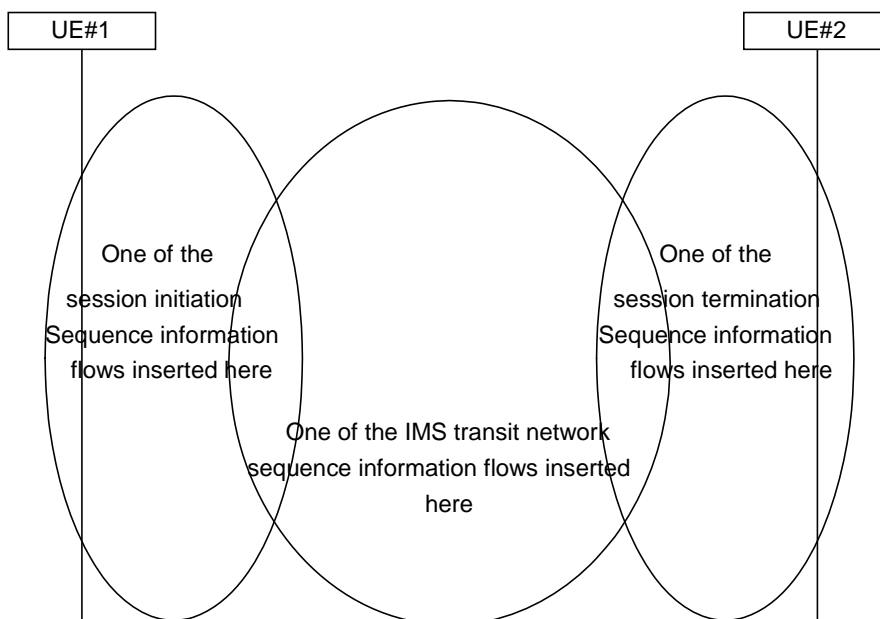 UE#1
UE#2
One of the
session initiation
Sequence information
flows inserted here
One of the
session termination
Sequence information
flows inserted here
One of the IMS transit network
sequence information flows inserted
here